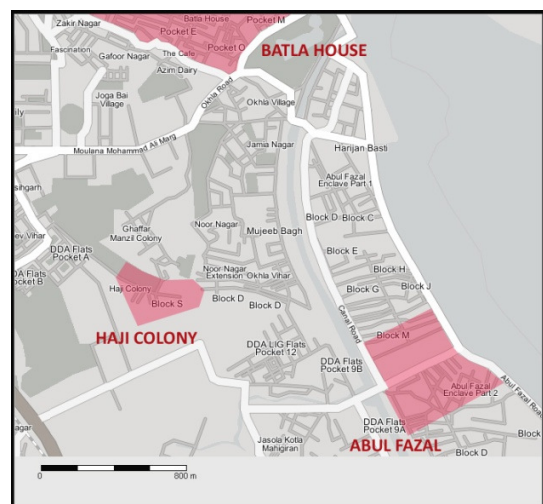 Batla House
Pocket M
Zakir Nagar
Pocket E
Pocket O
BATLA HOUSE
Fascination
Gafoor Nagar
The Cafe
Azim Dairy
Okhla Road
Joga Bai
Village
Okhla Village
Moulana Mohammad Ali Marg
Jamia Nagar
Harijan Basti
Abul Fazal
Enclave Part 1
Block D
Block C
Ghaffar
Manzil Colony
Noor Nagar
Mujeeb Bagh
Block E
DDA Flats
Pocket A
Noor Nagar
Extension
Okhla Vihar
Block H
Block J
Block G
Haji Colony
Block S
Block D
Block D
Canal Road
HAJI COLONY
Block M
DDA LIG Flats
Pocket 12
DDA Flats
Pocket 9B
Abul Fazal
Enclave Part 2
Abul Fazal Road
DDA Flats
Pocket 9A
ABUL FAZAL
Jasola Kotla
Mahigiran
Block D
Block
0
800 m